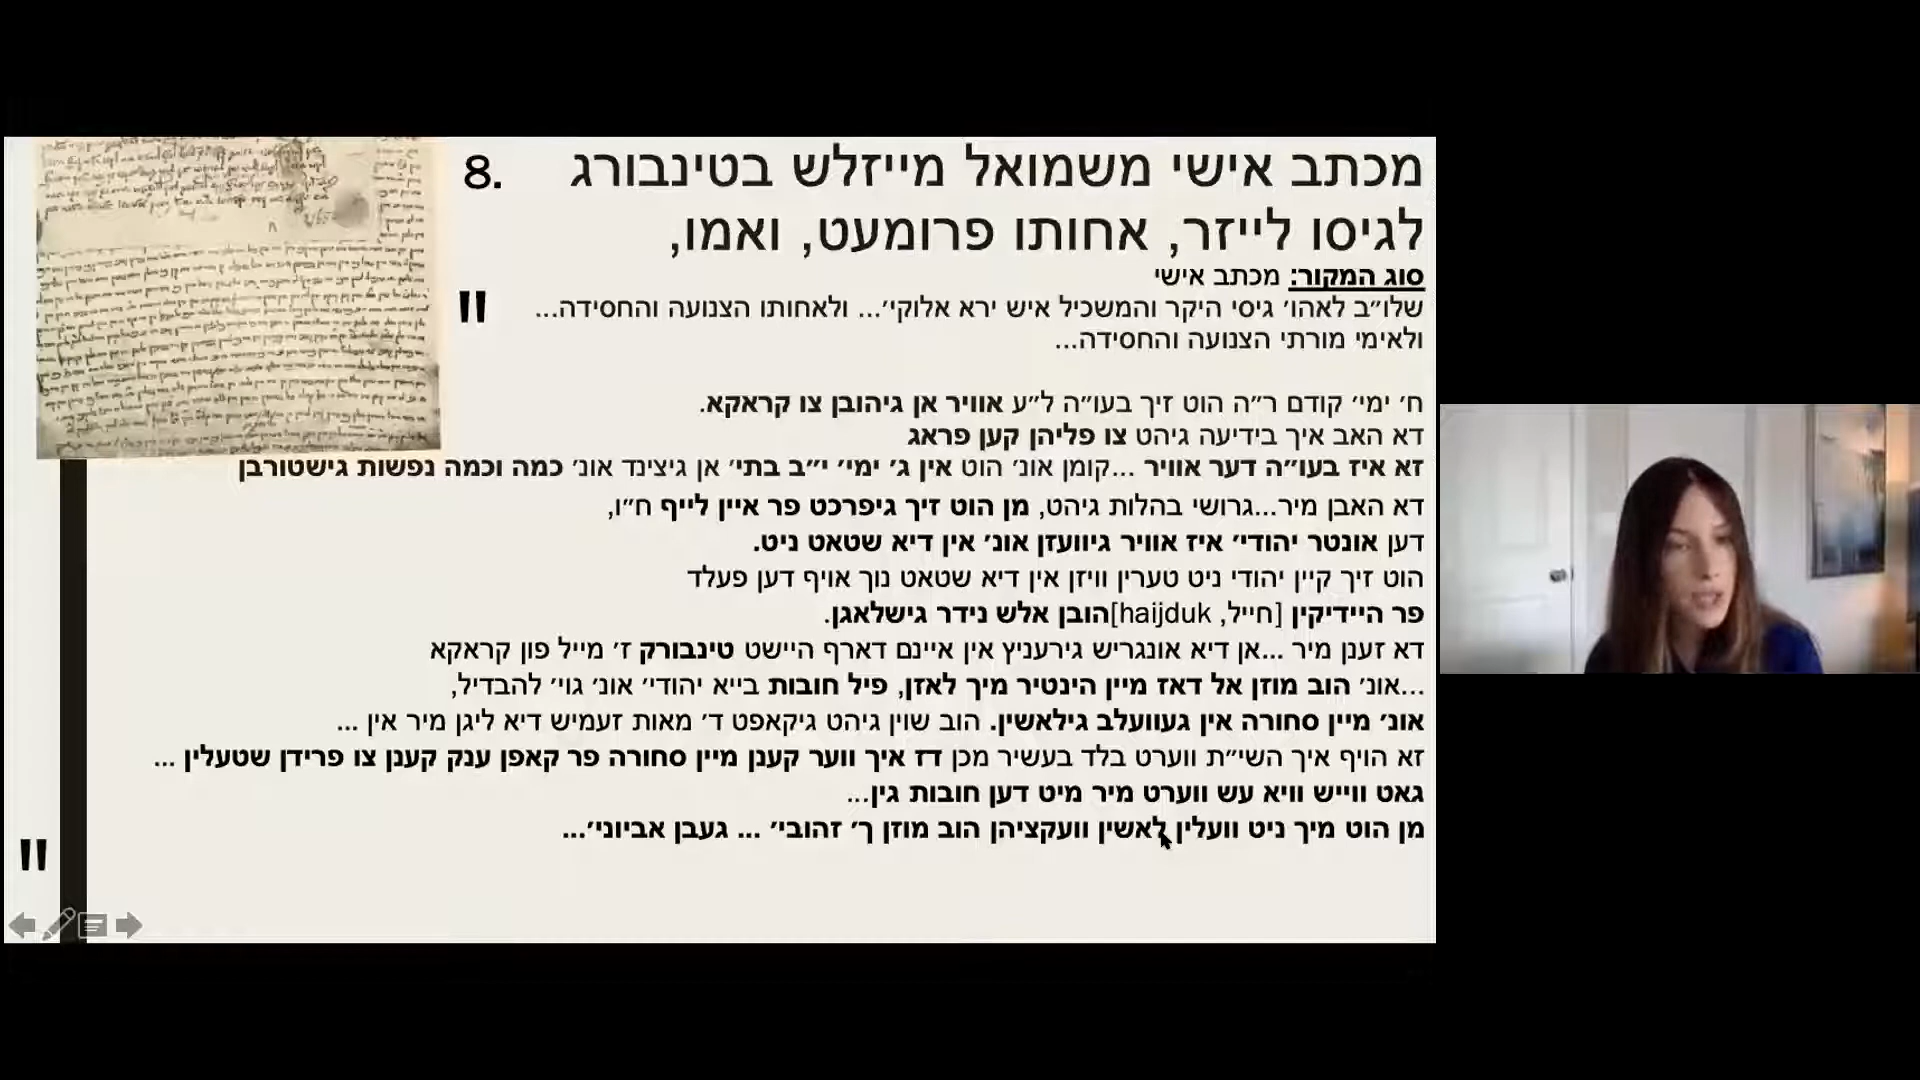 8. מכתב אישי משמואל מייזלש בטינבורג
לגיסו לייזר, אחותו פרומעט, ואמו,
סוג המקור: מכתב אישי
"
שלו״ב לאהו׳ גיסי היקר והמשכיל איש ירא אלוקי׳... ולאחותו הצנועה והחסידה...
ולאימי מורתי הצנועה והחסידה...
ח׳ ימי׳ קודם ר״ה הוט זיך בעו״ה ל״ע אוויר אן גיהובן צו קראקא.
דא האב איך בידיעה גיהט צו פליהן קען פראג
זא איז בעו״ה דער אוויר ...קומן אונ׳ הוט אין ג׳ ימי׳ י״ב בתי׳ אן גיצינד אונ׳ כמה וכמה נפשות גישטורבן
דא האבן מיר...גרושי בהלות גיהט, מן הוט זיך גיפרכט פר איין לייף ח״ו,
דען אונטר יהודי׳ איז אוויר גיוועזן אונ׳ אין דיא שטאט ניט.
הוט זיך קיין יהודי ניט טערין וויזן אין דיא שטאט נוך אויף דען פעלד
פר היידיקין [חייל, haijduk]הובן אלש נידר גישלאגן.
דא זענן מיר ...אן דיא אונגריש גירעניץ אין איינם דארף היישט טינבורק ז׳ מייל פון קראקא
...אונ׳ הוב מוזן אל דאז מיין הינטיר מיך לאזן, פיל חובות בייא יהודי׳ אונ׳ גוי׳ להבדיל,
אונ׳ מיין סחורה אין געוועלב גילאשין. הוב שוין גיהט גיקאפט ד׳ מאות זעמיש דיא ליגן מיר אין ...
זא הויף איך השי״ת ווערט בלד בעשיר מכן דז איך ווער קענן מיין סחורה פר קאפן ענק קענן צו פרידן שטעלין ...
גאט ווייש וויא עש ווערט מיר מיט דען חובות גין...
מן הוט מיך ניט וועלין לאשין וועקציהן הוב מוזן ך׳ זהובי׳ ... געבן אביוני׳...
"